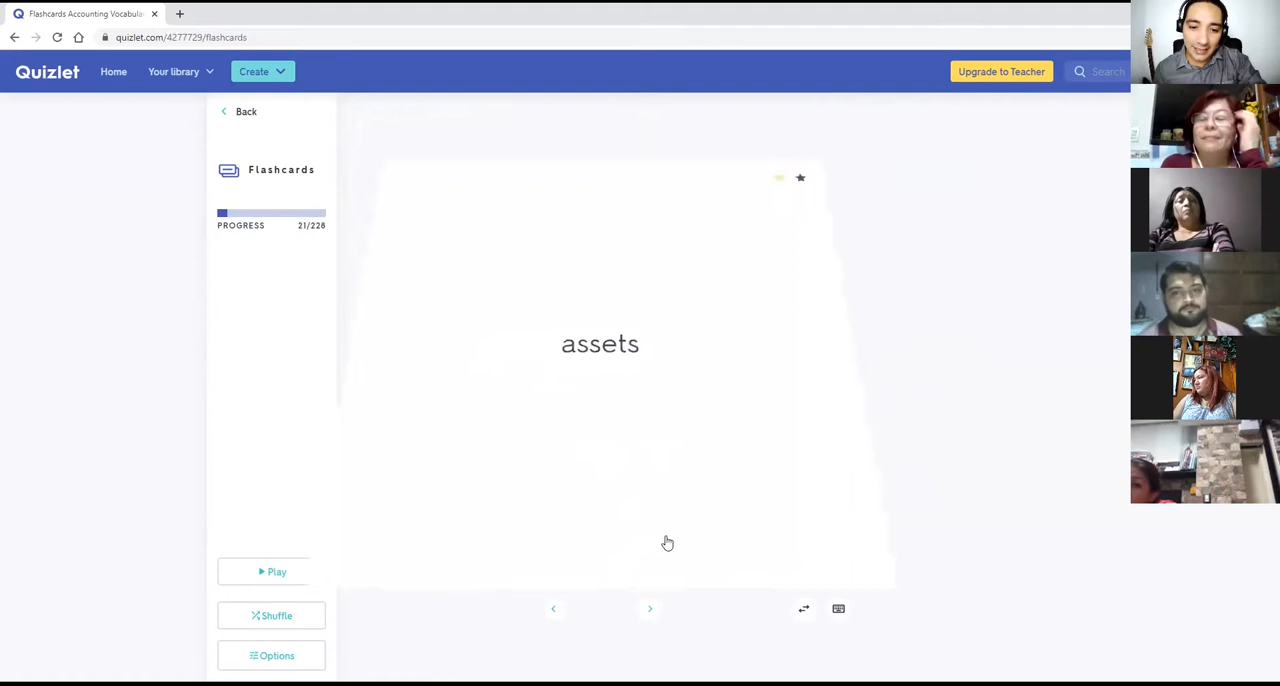 Flashcards Accounting Vocabula
quizlet.com/4277729/flashcards
Quizlet Home Your library Create Upgrade to Teacher Search
Back
Flashcards
PROGRESS 21/228
assets
Play
Shuffle
Options